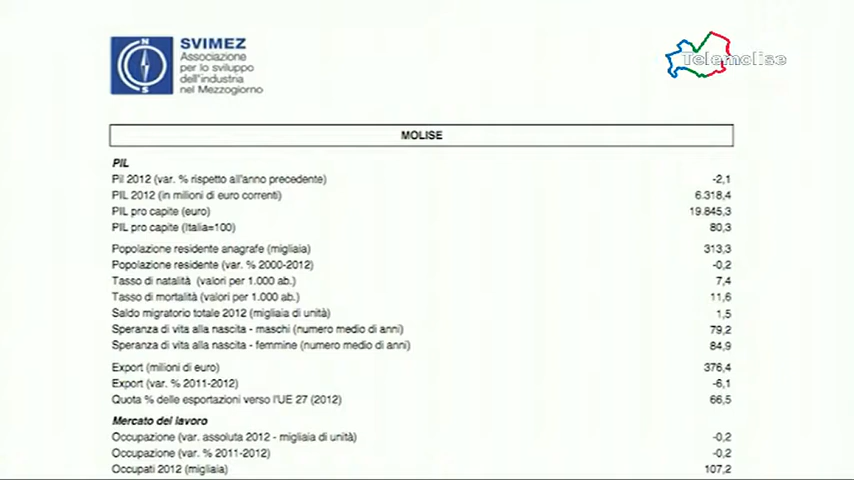 SVIMEZ
Associazione
per lo sviluppo
dell'industria
nel Mezzogiorno
N
S
Telemolise
MOLISE
PIL
Pil 2012 (var. % rispetto all'anno precedente) -2,1
PIL 2012 (in milioni di euro correnti) 6.318,4
PIL pro capite (euro) 19.845,3
PIL pro capite (Italia=100) 80,3
Popolazione residente anagrafe (migliaia) 313,3
Popolazione residente (var. % 2000-2012) -0,2
Tasso di natalità (valori per 1.000 ab.) 7,4
Tasso di mortalità (valori per 1.000 ab.) 11,6
Saldo migratorio totale 2012 (migliaia di unità) 1,5
Speranza di vita alla nascita - maschi (numero medio di anni) 79,2
Speranza di vita alla nascita - femmine (numero medio di anni) 84,9
Export (milioni di euro) 376,4
Export (var. % 2011-2012) -6,1
Quota % delle esportazioni verso l'UE 27 (2012) 66,5
Mercato del lavoro
Occupazione (var. assoluta 2012 - migliaia di unità) -0,2
Occupazione (var. % 2011-2012) -0,2
Occupati 2012 (migliaia) 107,2